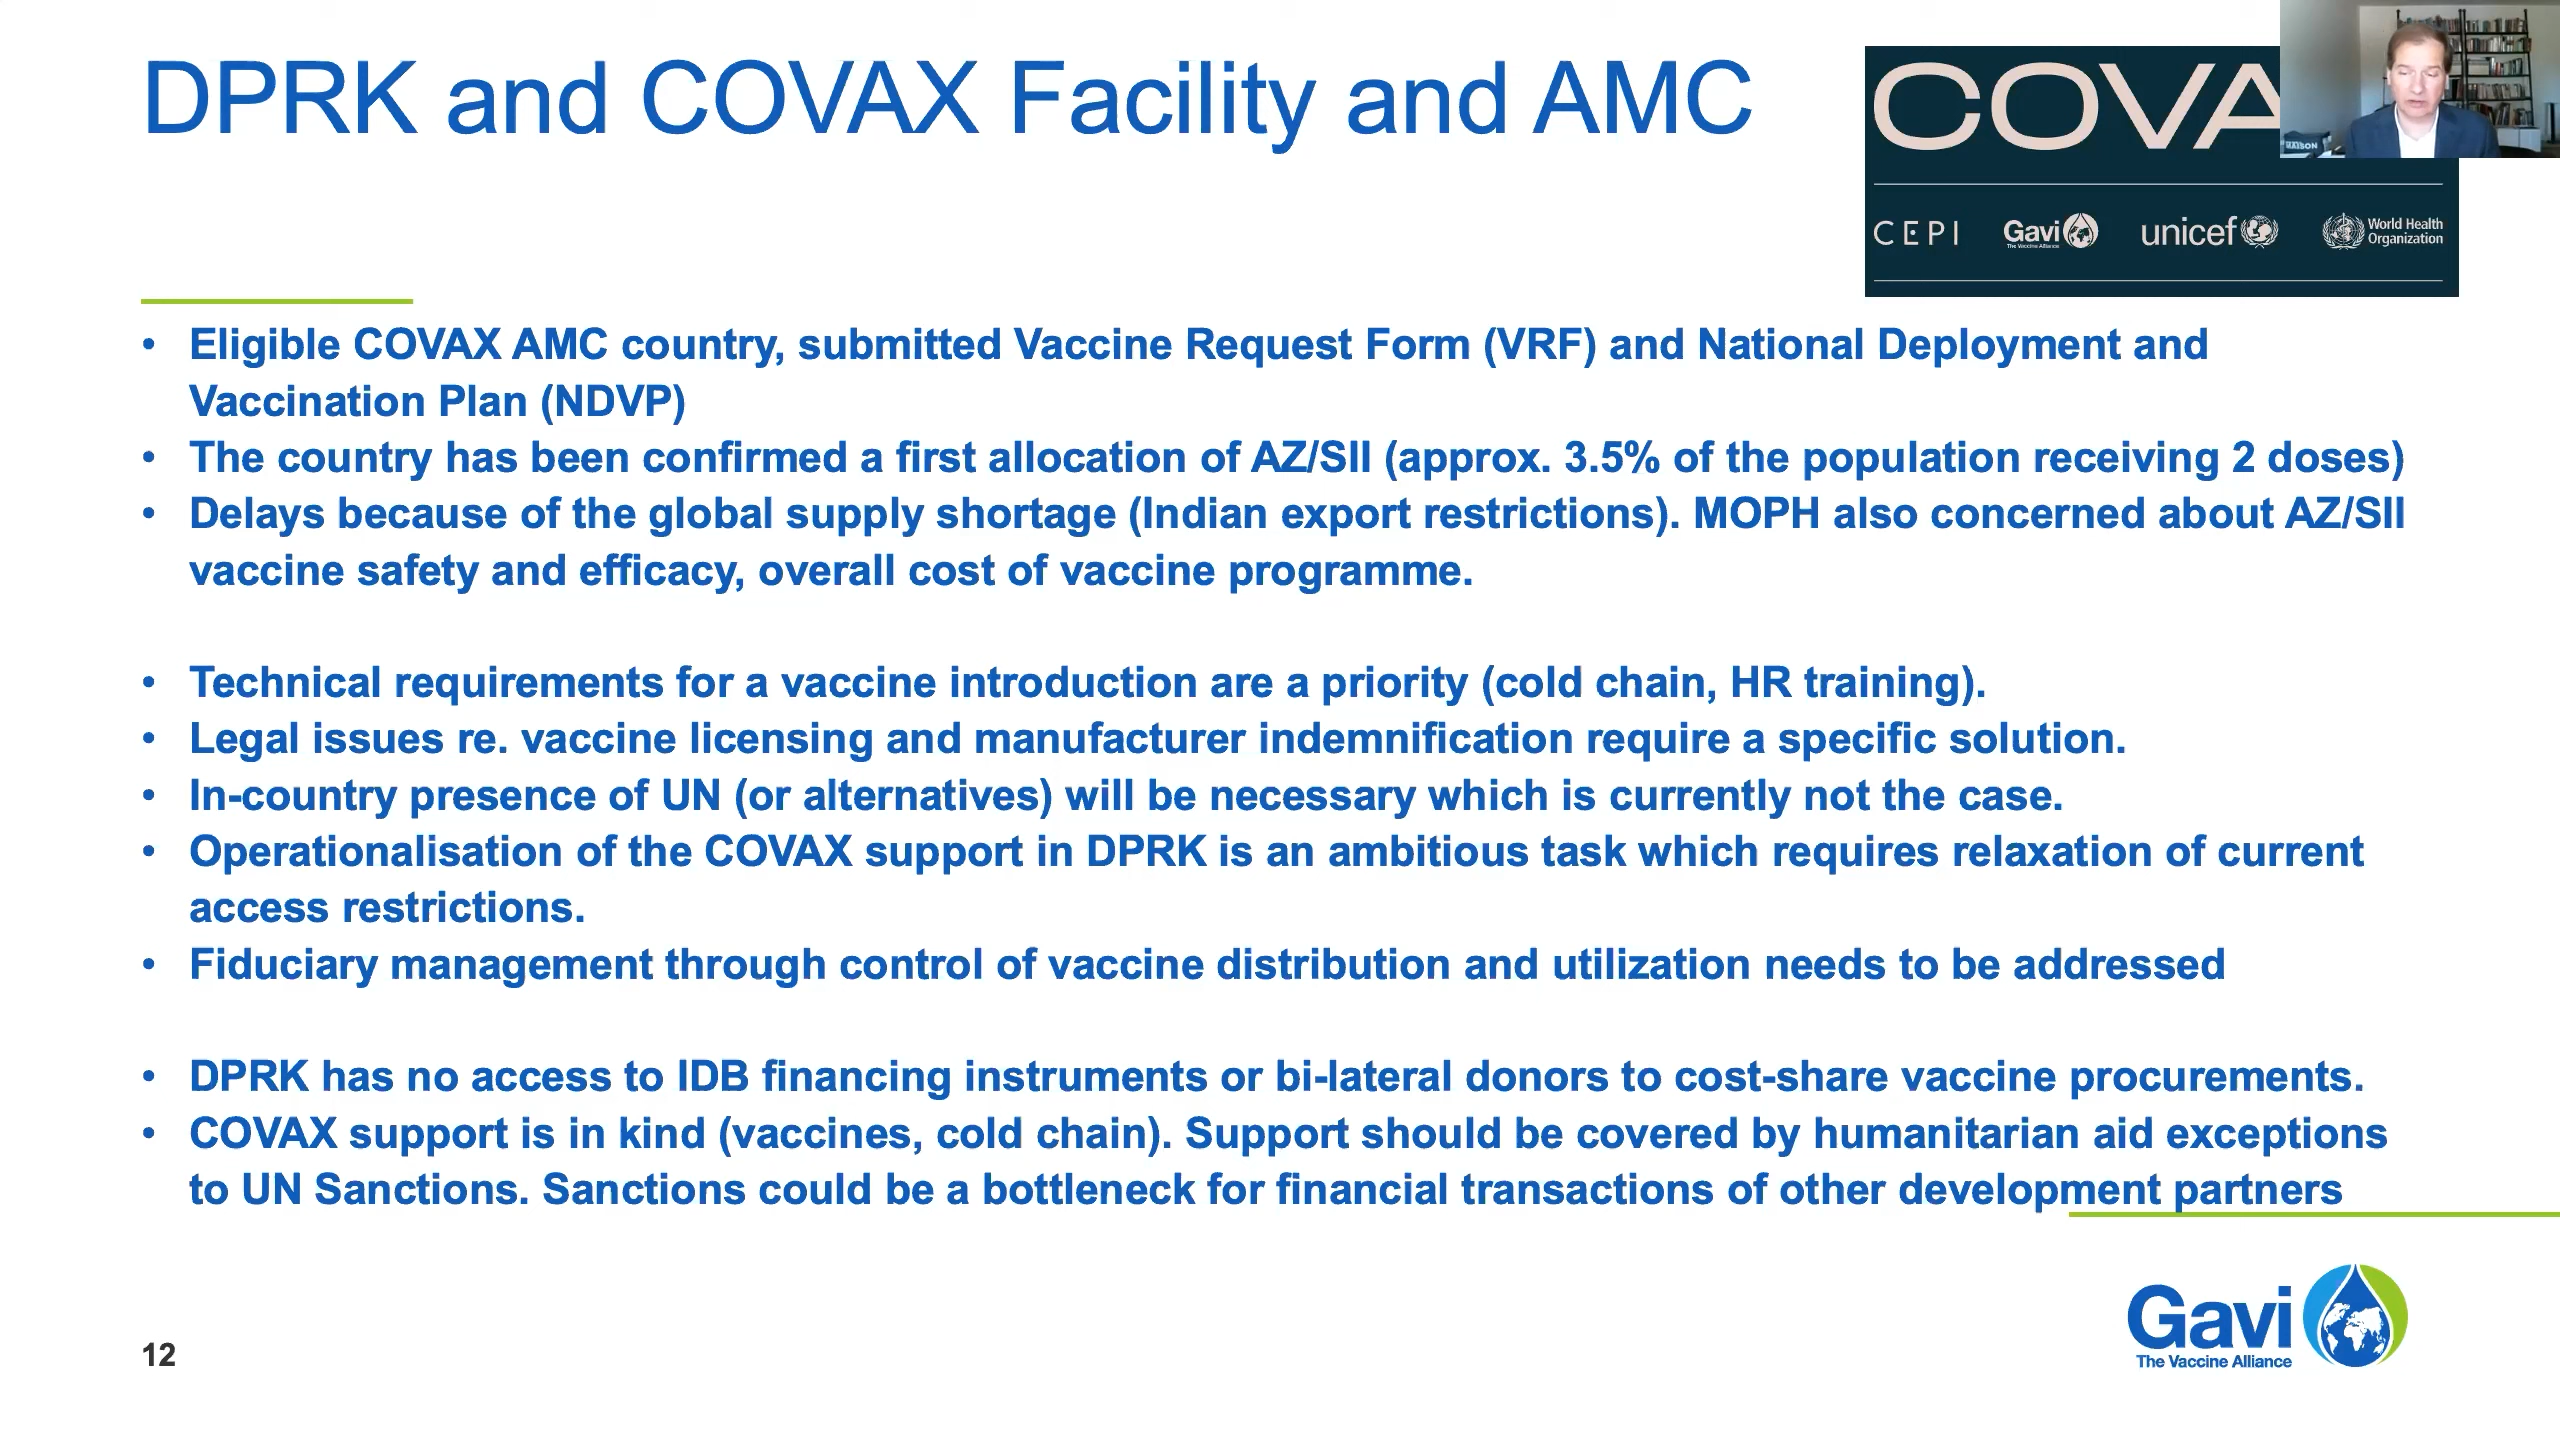 DPRK and COVAX Facility and AMC
COVA
CEPI
Gavi
The Vaccine Alliance
unicef
World Health
Organization
MAISON
• Eligible COVAX AMC country, submitted Vaccine Request Form (VRF) and National Deployment and
Vaccination Plan (NDVP)
• The country has been confirmed a first allocation of AZ/SII (approx. 3.5% of the population receiving 2 doses)
• Delays because of the global supply shortage (Indian export restrictions). MOPH also concerned about AZ/SII
vaccine safety and efficacy, overall cost of vaccine programme.
• Technical requirements for a vaccine introduction are a priority (cold chain, HR training).
• Legal issues re. vaccine licensing and manufacturer indemnification require a specific solution.
• In-country presence of UN (or alternatives) will be necessary which is currently not the case.
• Operationalisation of the COVAX support in DPRK is an ambitious task which requires relaxation of current
access restrictions.
• Fiduciary management through control of vaccine distribution and utilization needs to be addressed
• DPRK has no access to IDB financing instruments or bi-lateral donors to cost-share vaccine procurements.
• COVAX support is in kind (vaccines, cold chain). Support should be covered by humanitarian aid exceptions
to UN Sanctions. Sanctions could be a bottleneck for financial transactions of other development partners
12
Gavi
The Vaccine Alliance